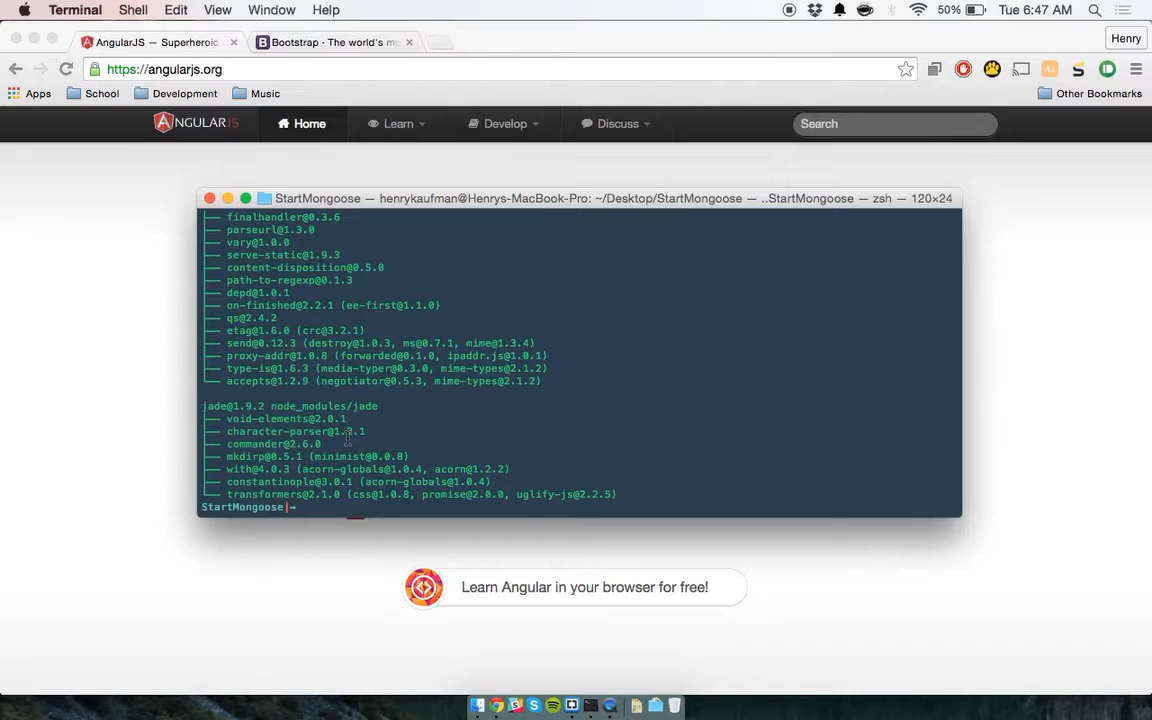 Terminal Shell Edit View Window Help 50% Tue 6:47 AM
AngularJS — Superheroic Bootstrap · The world's mo Henry
https://angularjs.org
Apps School Development Music Other Bookmarks
ANGULARJS Home Learn Develop Discuss Search
StartMongoose — henrykaufman@Henrys-MacBook-Pro: ~/Desktop/StartMongoose — ..StartMongoose — zsh — 120×24
├── finalhandler@0.3.6
├── parseurl@1.3.0
├── vary@1.0.0
├── serve-static@1.9.3
├── content-disposition@0.5.0
├── path-to-regexp@0.1.3
├── depd@1.0.1
├── on-finished@2.2.1 (ee-first@1.1.0)
├── qs@2.4.2
├── etag@1.6.0 (crc@3.2.1)
├── send@0.12.3 (destroy@1.0.3, ms@0.7.1, mime@1.3.4)
├── proxy-addr@1.0.8 (forwarded@0.1.0, ipaddr.js@1.0.1)
├── type-is@1.6.3 (media-typer@0.3.0, mime-types@2.1.2)
└── accepts@1.2.9 (negotiator@0.5.3, mime-types@2.1.2)
jade@1.9.2 node_modules/jade
├── void-elements@2.0.1
├── character-parser@1.2.1
├── commander@2.6.0
├── mkdirp@0.5.1 (minimist@0.0.8)
├── with@4.0.3 (acorn-globals@1.0.4, acorn@1.2.2)
├── constantinople@3.0.1 (acorn-globals@1.0.4)
└── transformers@2.1.0 (css@1.0.8, promise@2.0.0, uglify-js@2.2.5)
StartMongoose|→
Learn Angular in your browser for free!